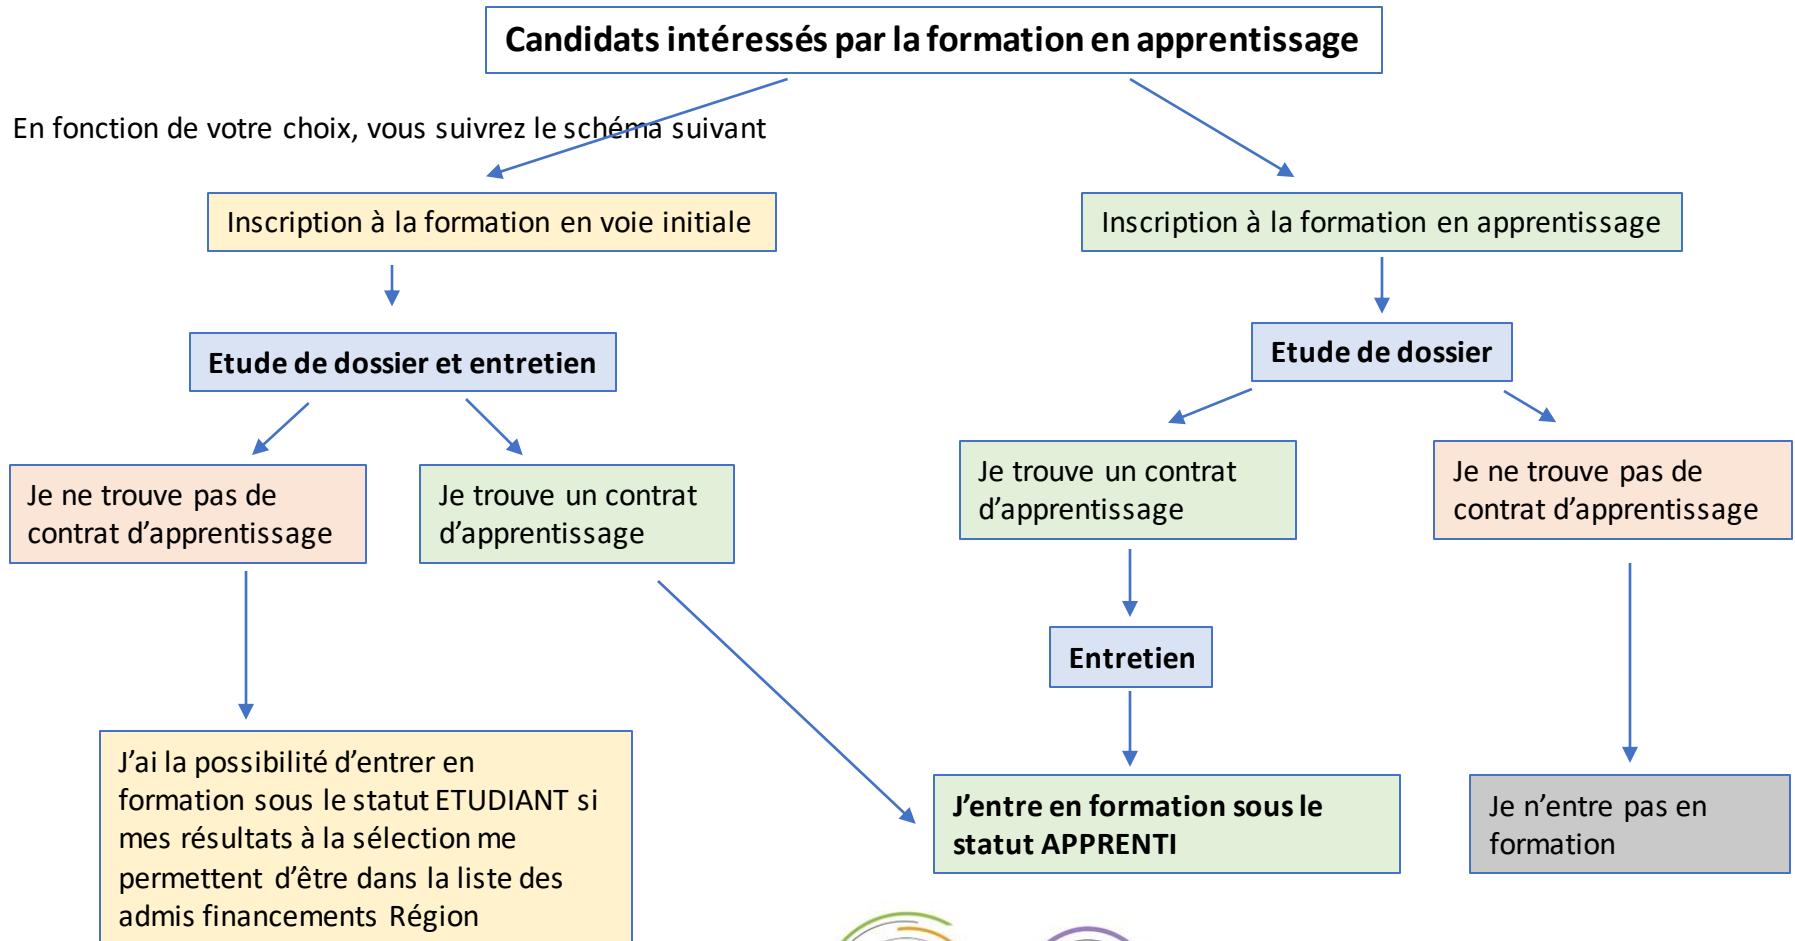 Candidats intéressés par la formation en apprentissage
En fonction de votre choix, vous suivrez le schéma suivant
Inscription à la formation en voie initiale
Inscription à la formation en apprentissage
Etude de dossier et entretien
Etude de dossier
Je ne trouve pas de
contrat d’apprentissage
Je trouve un contrat
d’apprentissage
Je trouve un contrat
d’apprentissage
Je ne trouve pas de
contrat d’apprentissage
Entretien
J’ai la possibilité d’entrer en
formation sous le statut ETUDIANT si
mes résultats à la sélection me
permettent d’être dans la liste des
admis financements Région
J’entre en formation sous le
statut APPRENTI
Je n’entre pas en
formation